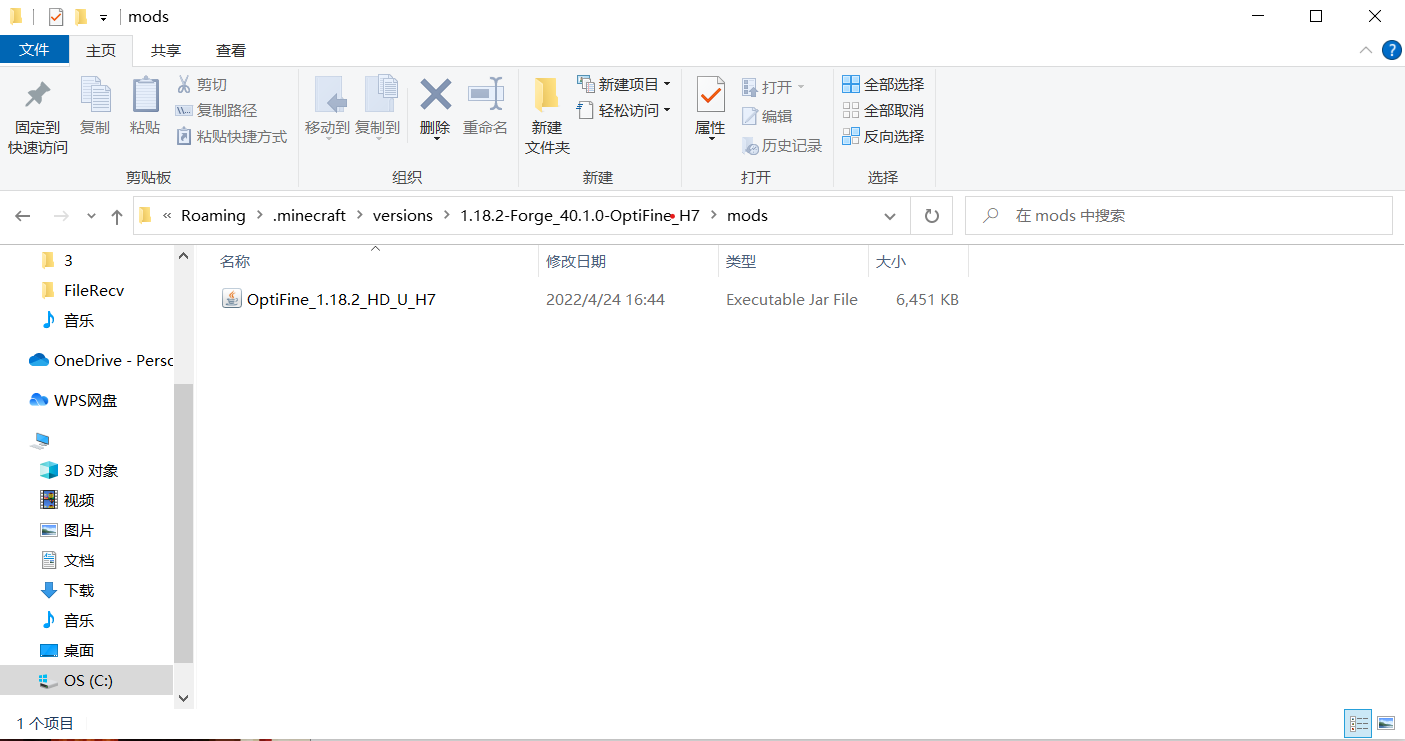 mods
文件 主页 共享 查看
固定到
快速访问
复制
粘贴
剪切
复制路径
粘贴快捷方式
剪贴板
移动到 复制到
删除 重命名
组织
新建
文件夹
新建项目
轻松访问
新建
属性
打开
编辑
历史记录
打开
全部选择
全部取消
反向选择
选择
« Roaming > .minecraft > versions > 1.18.2-Forge_40.1.0-OptiFine_H7 > mods
在 mods 中搜索
3
FileRecv
音乐
OneDrive - Perso
WPS网盘
3D 对象
视频
图片
文档
下载
音乐
桌面
OS (C:)
名称 修改日期 类型 大小
OptiFine_1.18.2_HD_U_H7 2022/4/24 16:44 Executable Jar File 6,451 KB
1 个项目